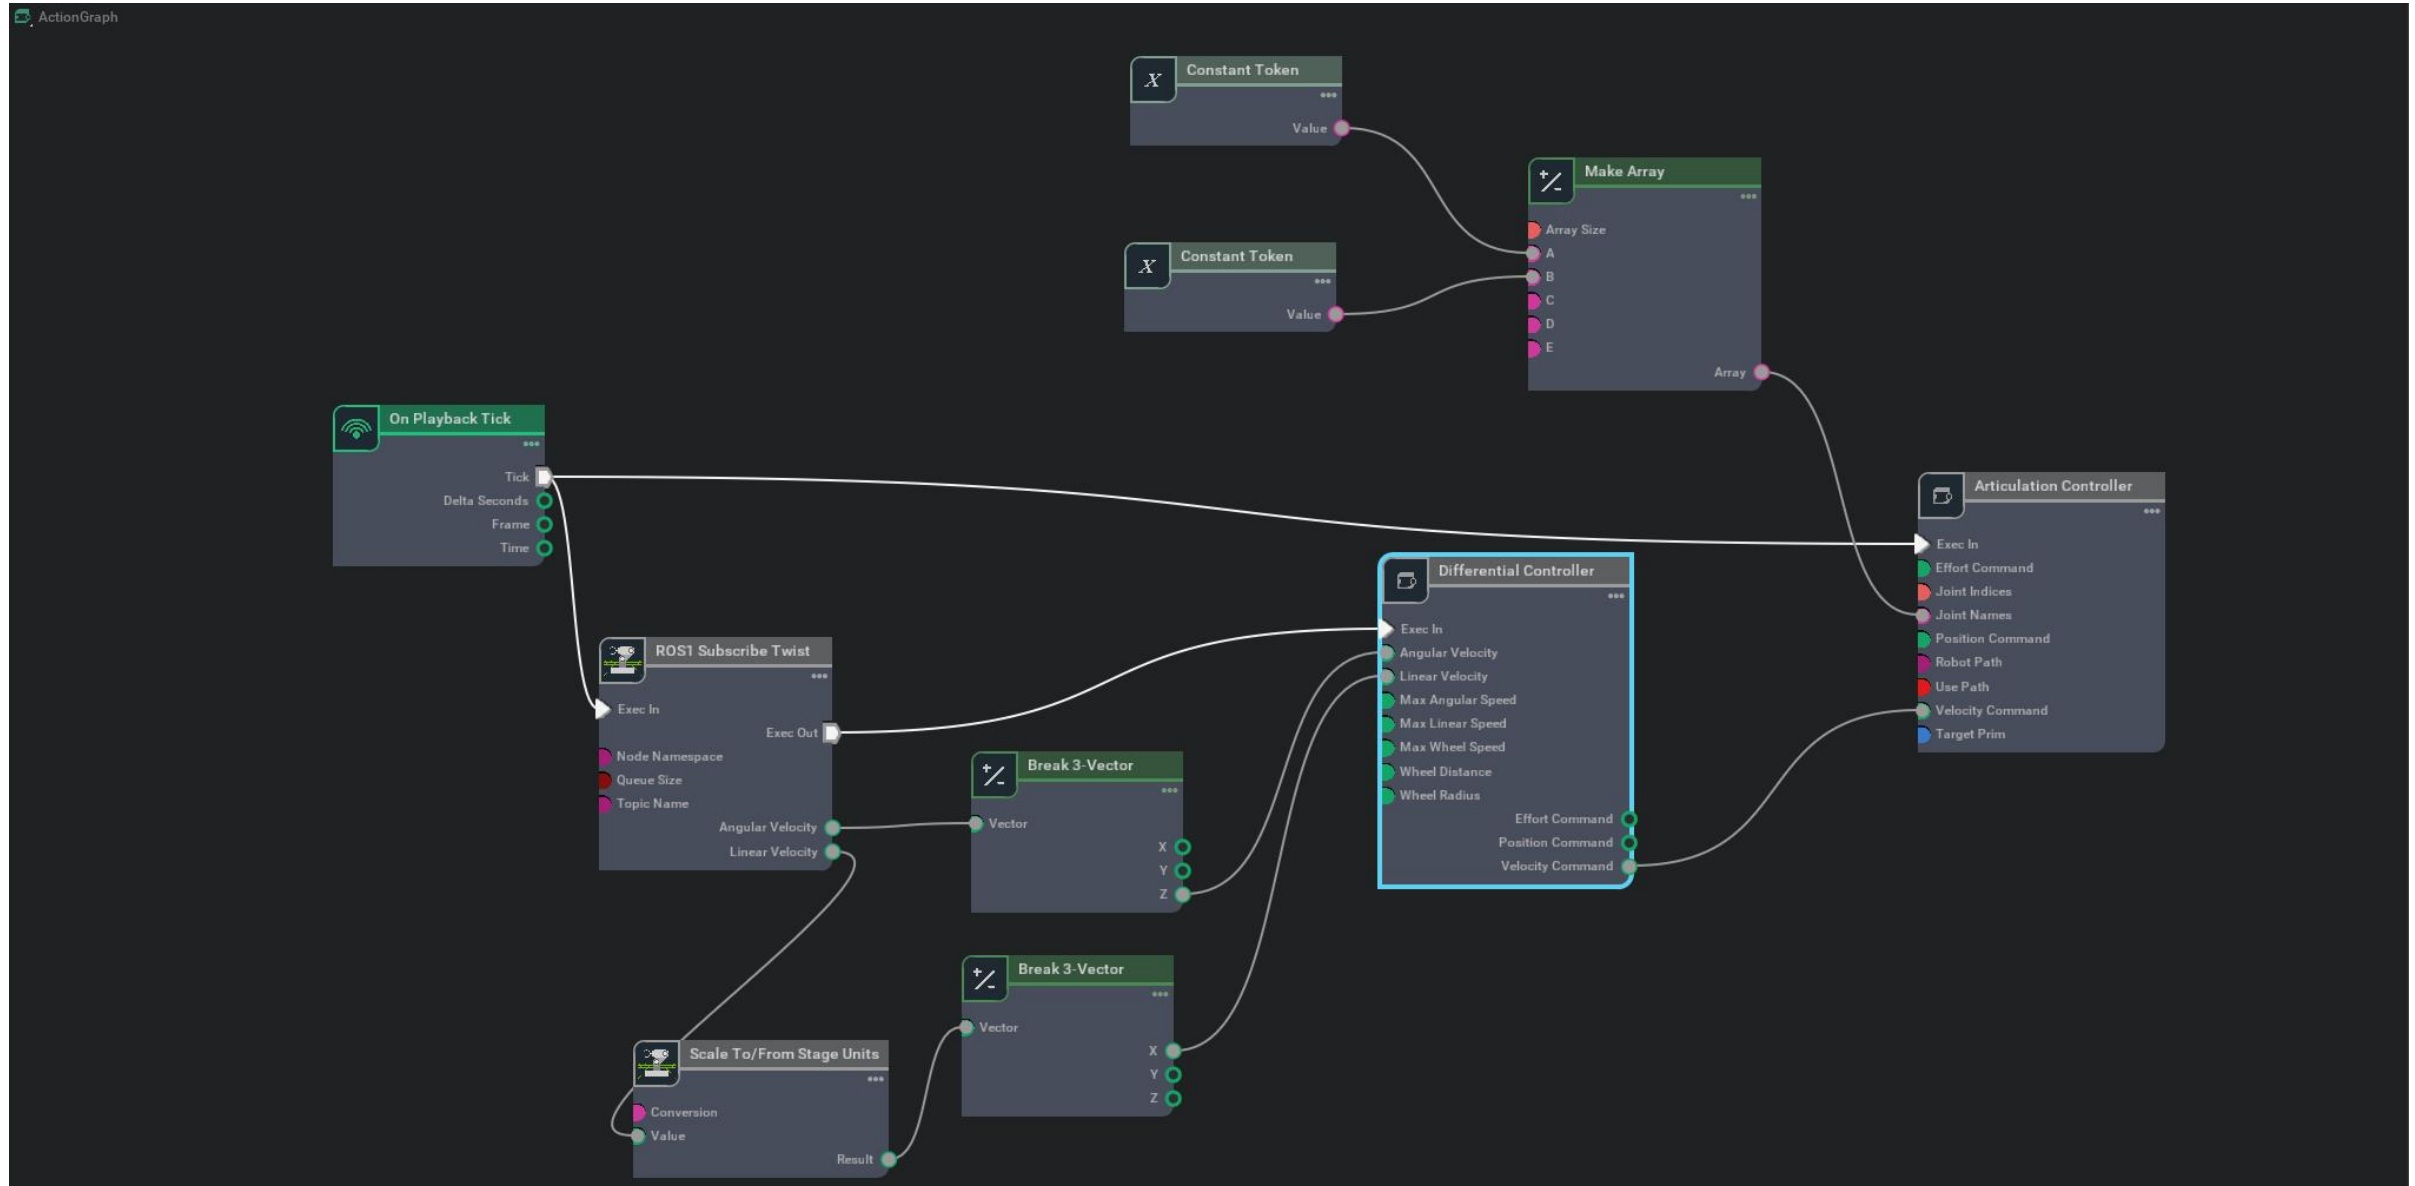 ActionGraph
Constant Token
X
Value
Constant Token
X
Value
Make Array
Array Size
A
B
C
D
E
Array
On Playback Tick
Tick
Delta Seconds
Frame
Time
ROS1 Subscribe Twist
Exec In
Exec Out
Node Namespace
Queue Size
Topic Name
Angular Velocity
Linear Velocity
Break 3-Vector
Vector
X
Y
Z
Scale To/From Stage Units
Conversion
Value
Result
Break 3-Vector
Vector
X
Y
Z
Differential Controller
Exec In
Angular Velocity
Linear Velocity
Max Angular Speed
Max Linear Speed
Max Wheel Speed
Wheel Distance
Wheel Radius
Effort Command
Position Command
Velocity Command
Articulation Controller
Exec In
Effort Command
Joint Indices
Joint Names
Position Command
Robot Path
Use Path
Velocity Command
Target Prim